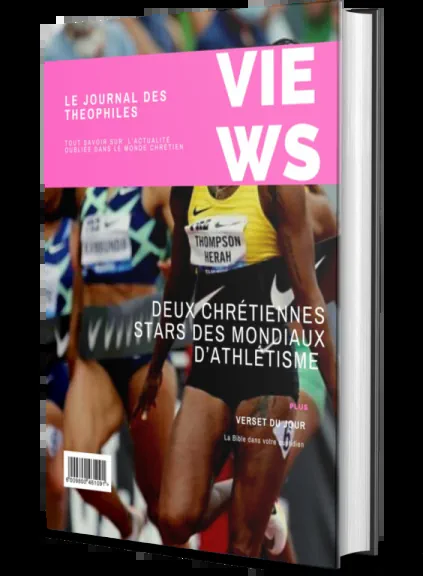 VIE
WS
LE JOURNAL DES
THEOPHILES
TOUT SAVOIR SUR L'ACTUALITÉ
OUBLIÉE DANS LE MONDE CHRÉTIEN
THOMPSON
HERAH
DEUX CHRÉTIENNES
STARS DES MONDIAUX
D'ATHLÉTISME
PLUS
VERSET DU JOUR
La Bible dans votre quotidien